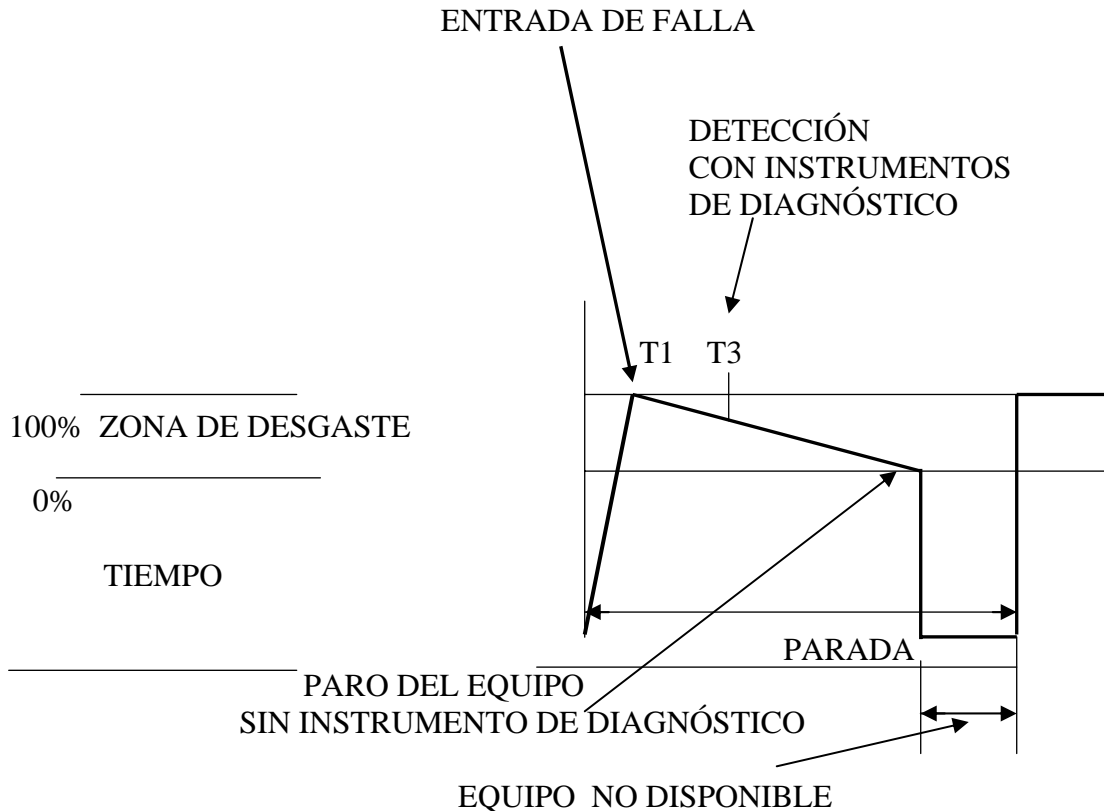 ENTRADA DE FALLA
DETECCIÓN
CON INSTRUMENTOS
DE DIAGNÓSTICO
T1 T3
100% ZONA DE DESGASTE
0%
TIEMPO
PARADA
PARO DEL EQUIPO
SIN INSTRUMENTO DE DIAGNÓSTICO
EQUIPO NO DISPONIBLE